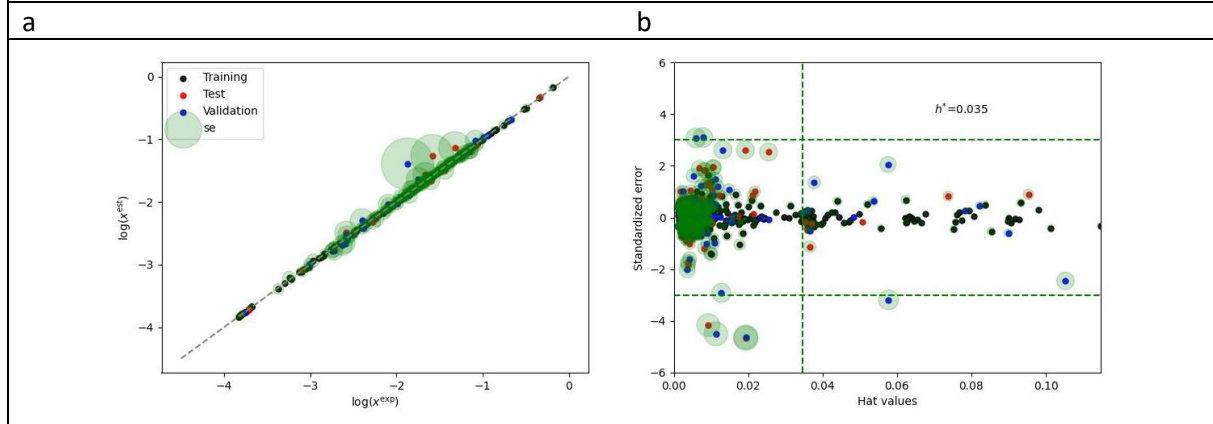 a
b
0
−1
−2
−3
−4
log(x^est)
Training
Test
Validation
se
−4 −3 −2 −1 0
log(x^exp)
6
4
2
0
−2
−4
−6
Standardized error
h*=0.035
0.00 0.02 0.04 0.06 0.08 0.10
Hat values